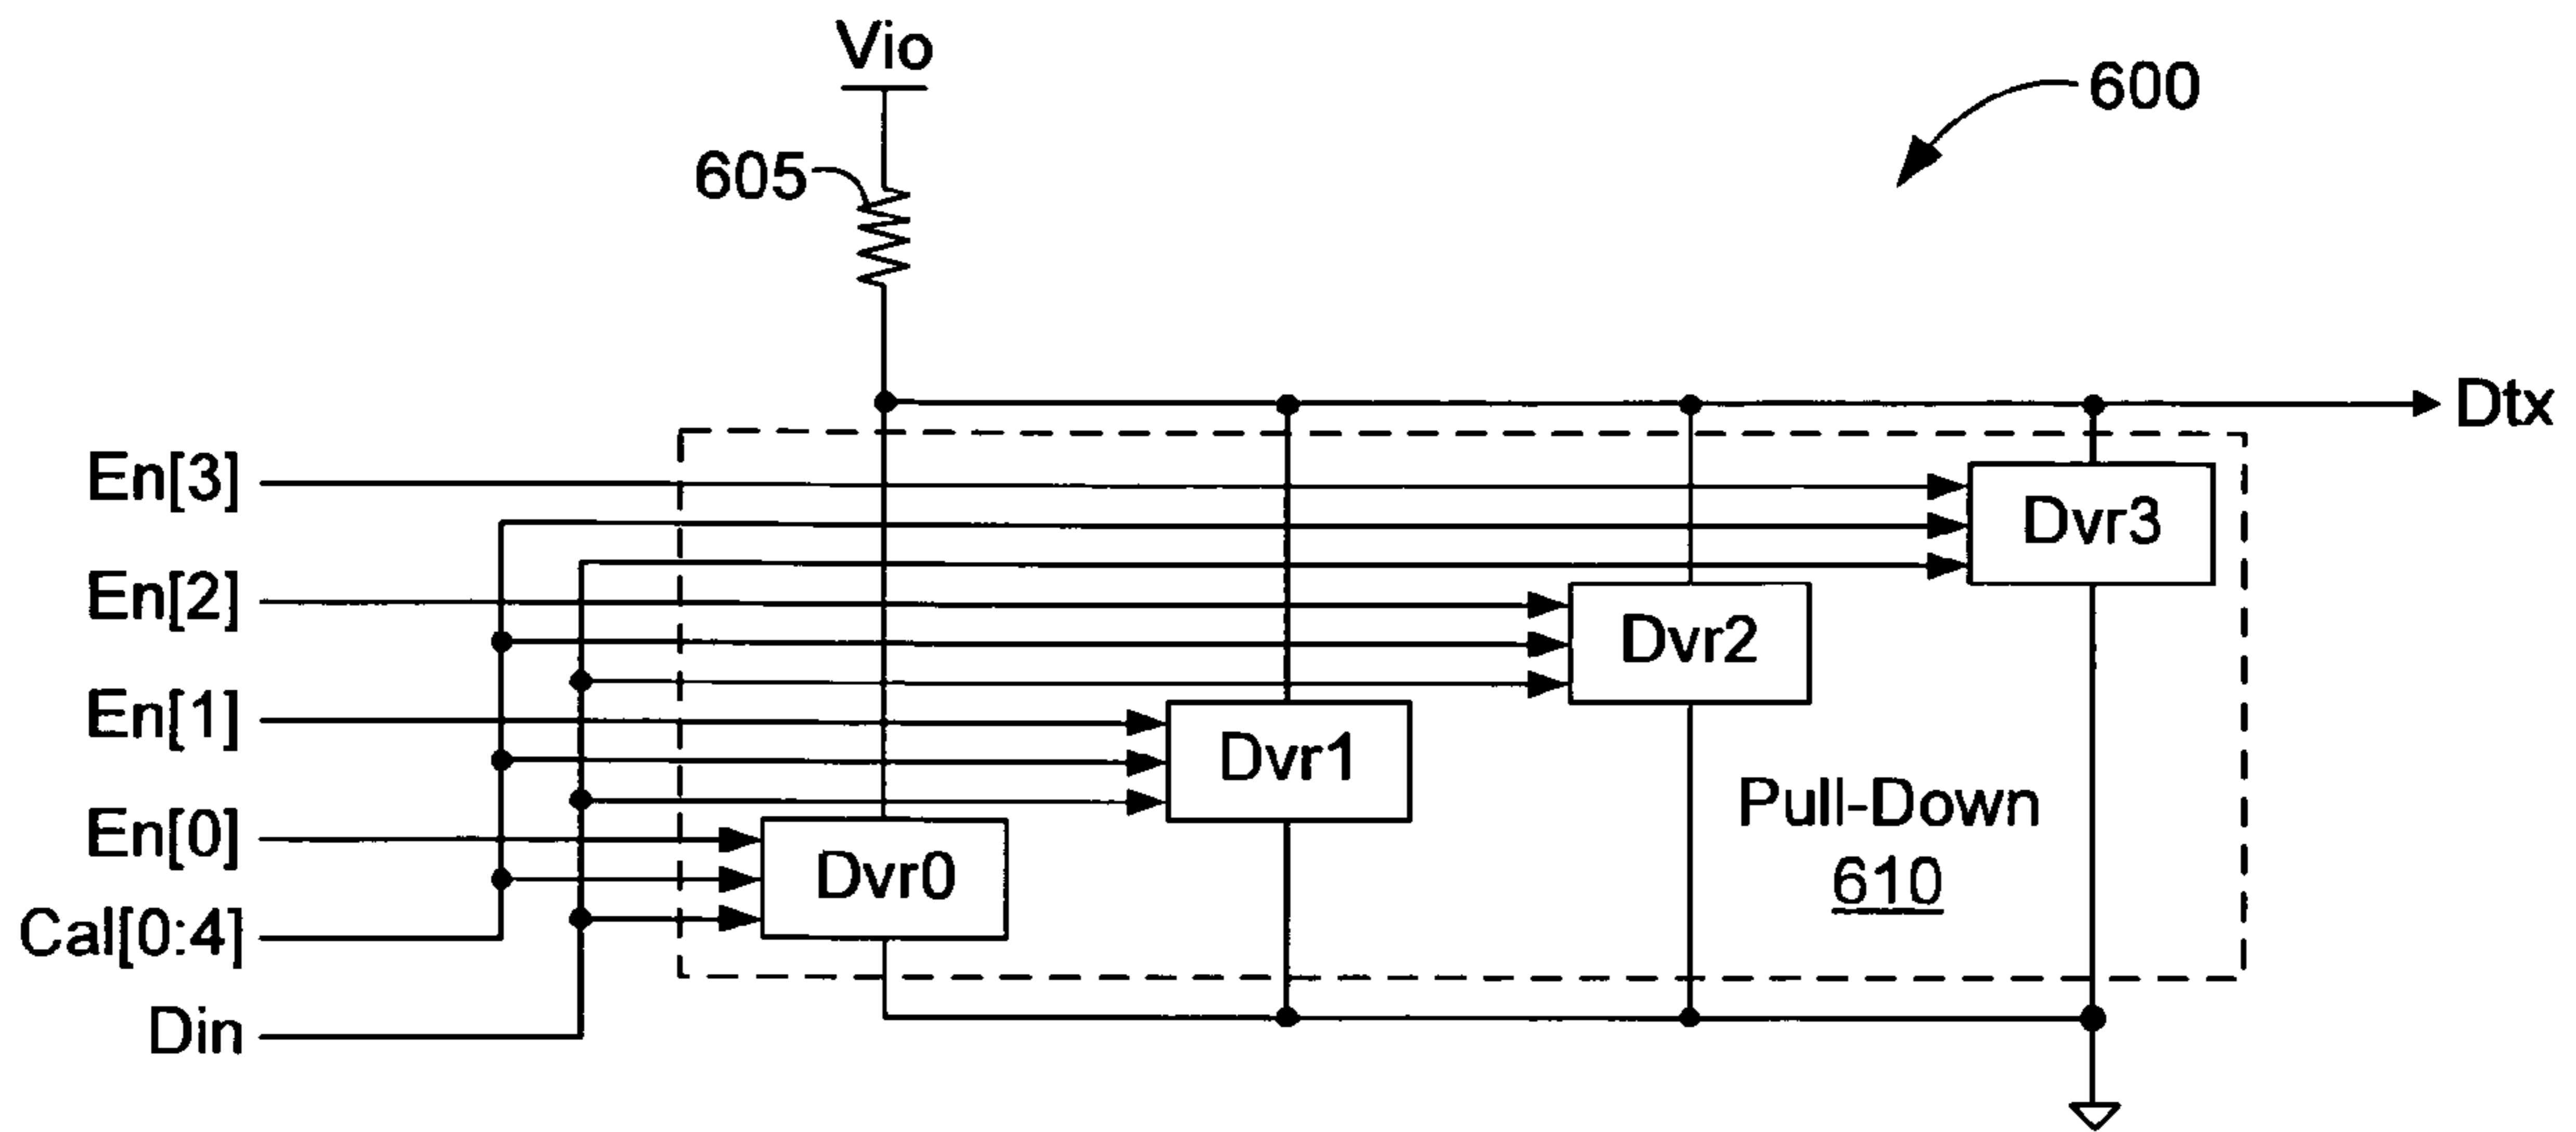 Vio
600
605
Dtx
En[3]
Dvr3
En[2]
Dvr2
En[1]
Dvr1
Pull-Down
610
En[0]
Dvr0
Cal[0:4]
Din